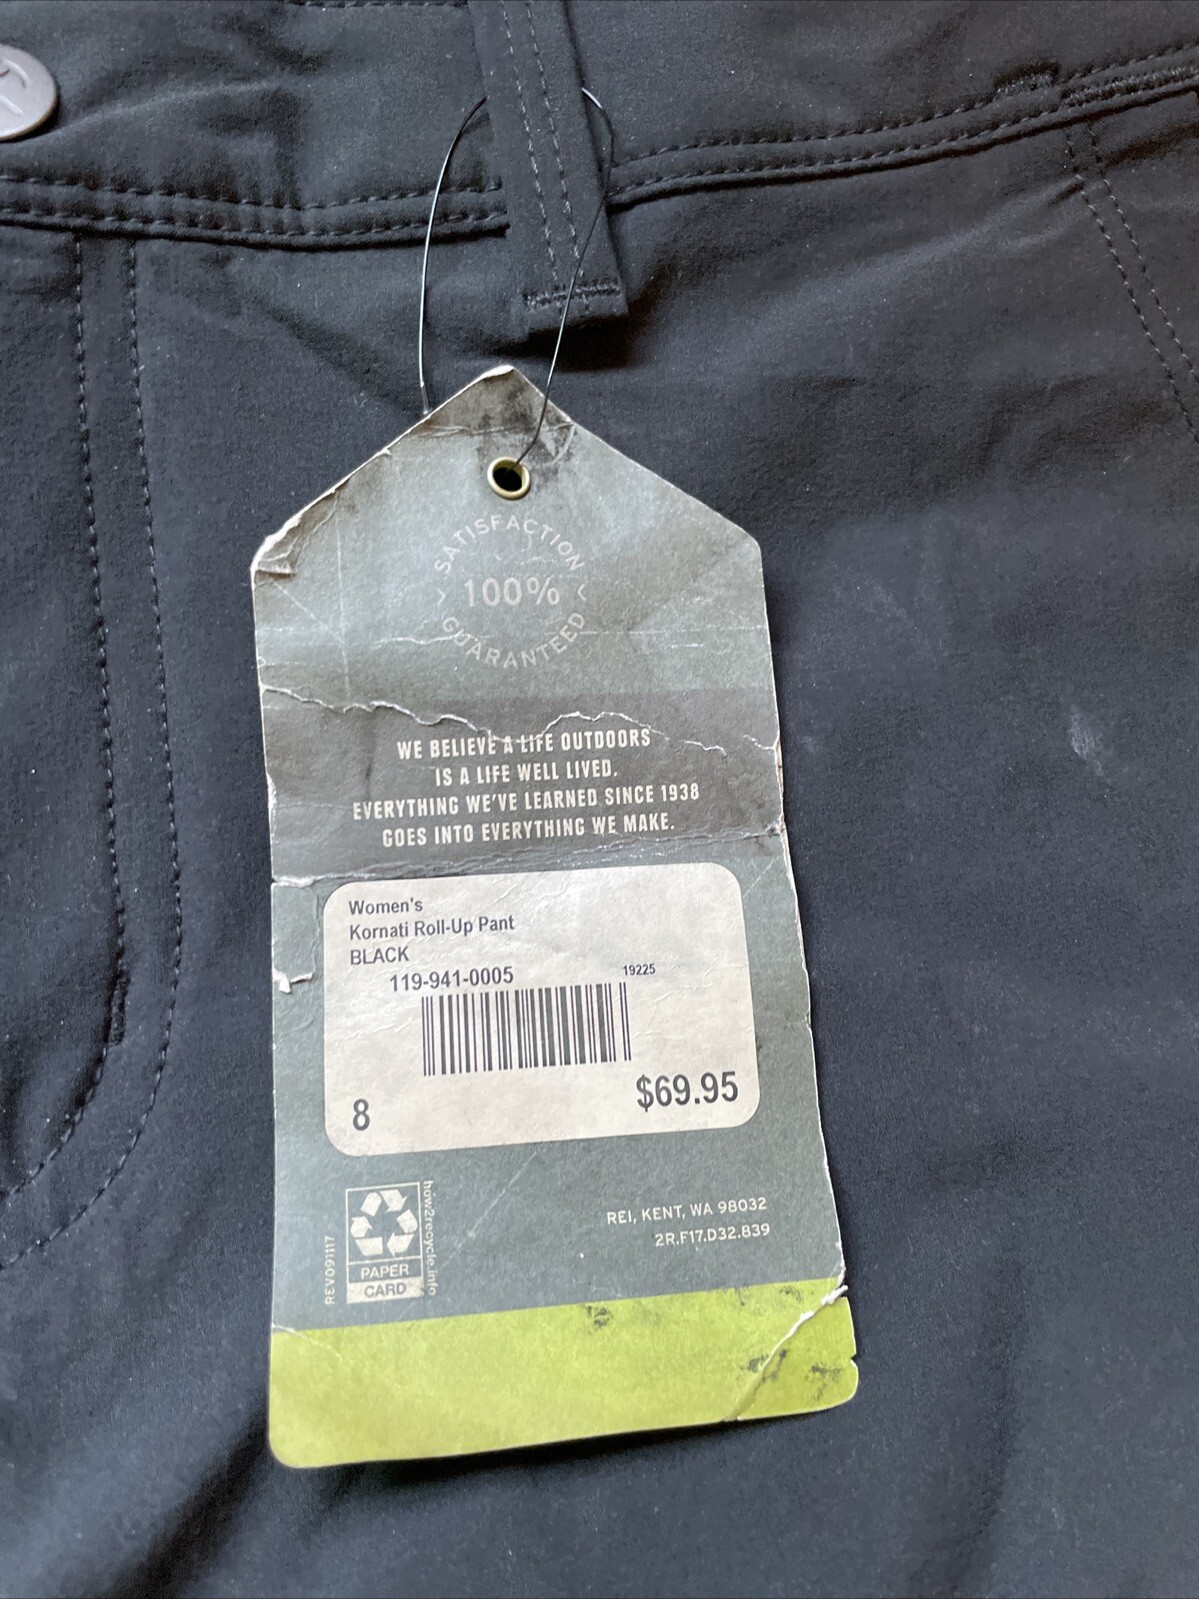 SATISFACTION
100%
GUARANTEED
WE BELIEVE A LIFE OUTDOORS
IS A LIFE WELL LIVED.
EVERYTHING WE'VE LEARNED SINCE 1938
GOES INTO EVERYTHING WE MAKE.
Women's
Kornati Roll-Up Pant
BLACK
119-941-0005
19225
8
$69.95
REV091117
PAPER
CARD
how2recycle.info
REI, KENT, WA 98032
2R.F17.D32.839